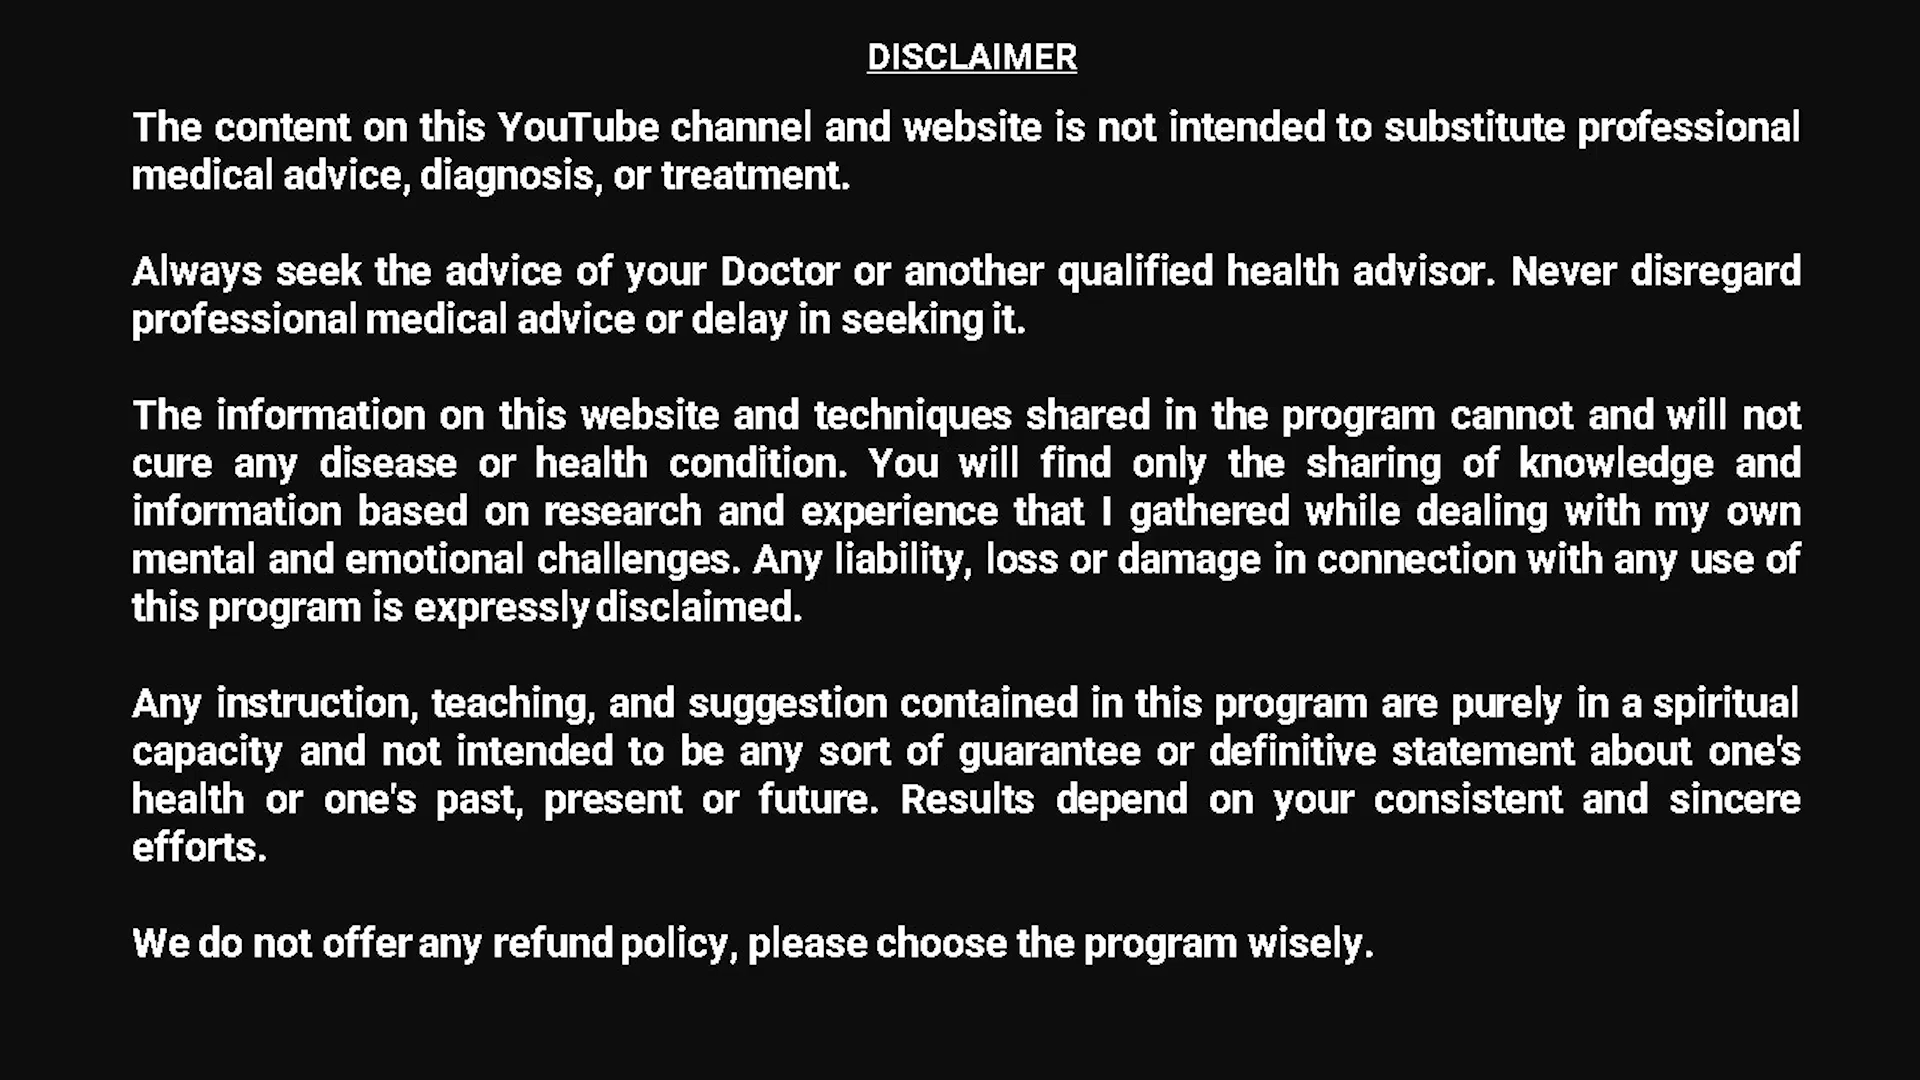 DISCLAIMER
The content on this YouTube channel and website is not intended to substitute professional
medical advice, diagnosis, or treatment.
Always seek the advice of your Doctor or another qualified health advisor. Never disregard
professional medical advice or delay in seeking it.
The information on this website and techniques shared in the program cannot and will not
cure any disease or health condition. You will find only the sharing of knowledge and
information based on research and experience that I gathered while dealing with my own
mental and emotional challenges. Any liability, loss or damage in connection with any use of
this program is expressly disclaimed.
Any instruction, teaching, and suggestion contained in this program are purely in a spiritual
capacity and not intended to be any sort of guarantee or definitive statement about one's
health or one's past, present or future. Results depend on your consistent and sincere
efforts.
We do not offer any refund policy, please choose the program wisely.